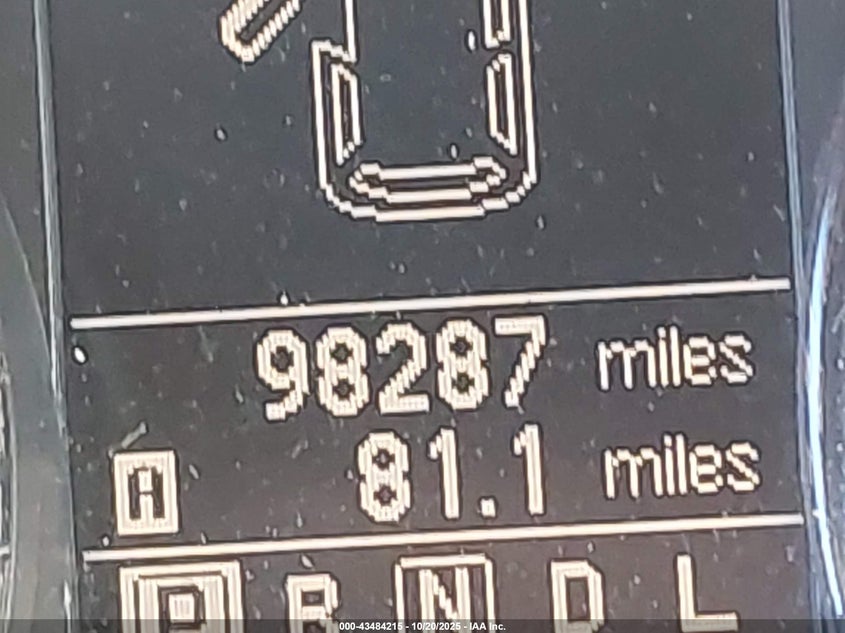 98287 miles
A 81.1 miles
P R N D L
000-43484215 - 10/20/2025 - IAA Inc.